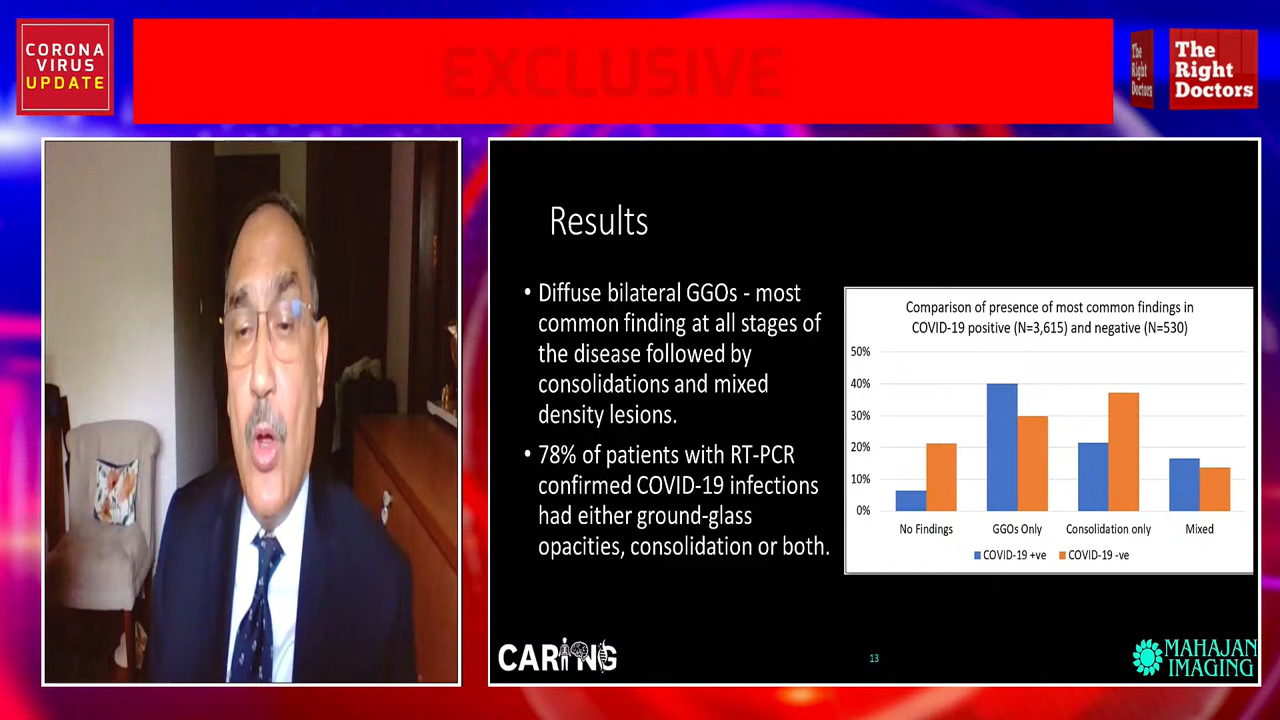 CORONA
VIRUS
UPDATE
EXCLUSIVE
The
Right
Doctors
The
Right
Doctors
Results
• Diffuse bilateral GGOs - most
common finding at all stages of
the disease followed by
consolidations and mixed
density lesions.
• 78% of patients with RT-PCR
confirmed COVID-19 infections
had either ground-glass
opacities, consolidation or both.
Comparison of presence of most common findings in
COVID-19 positive (N=3,615) and negative (N=530)
50%
40%
30%
20%
10%
0%
No Findings GGOs Only Consolidation only Mixed
COVID-19 +ve COVID-19 -ve
CARING
13
MAHAJAN
IMAGING